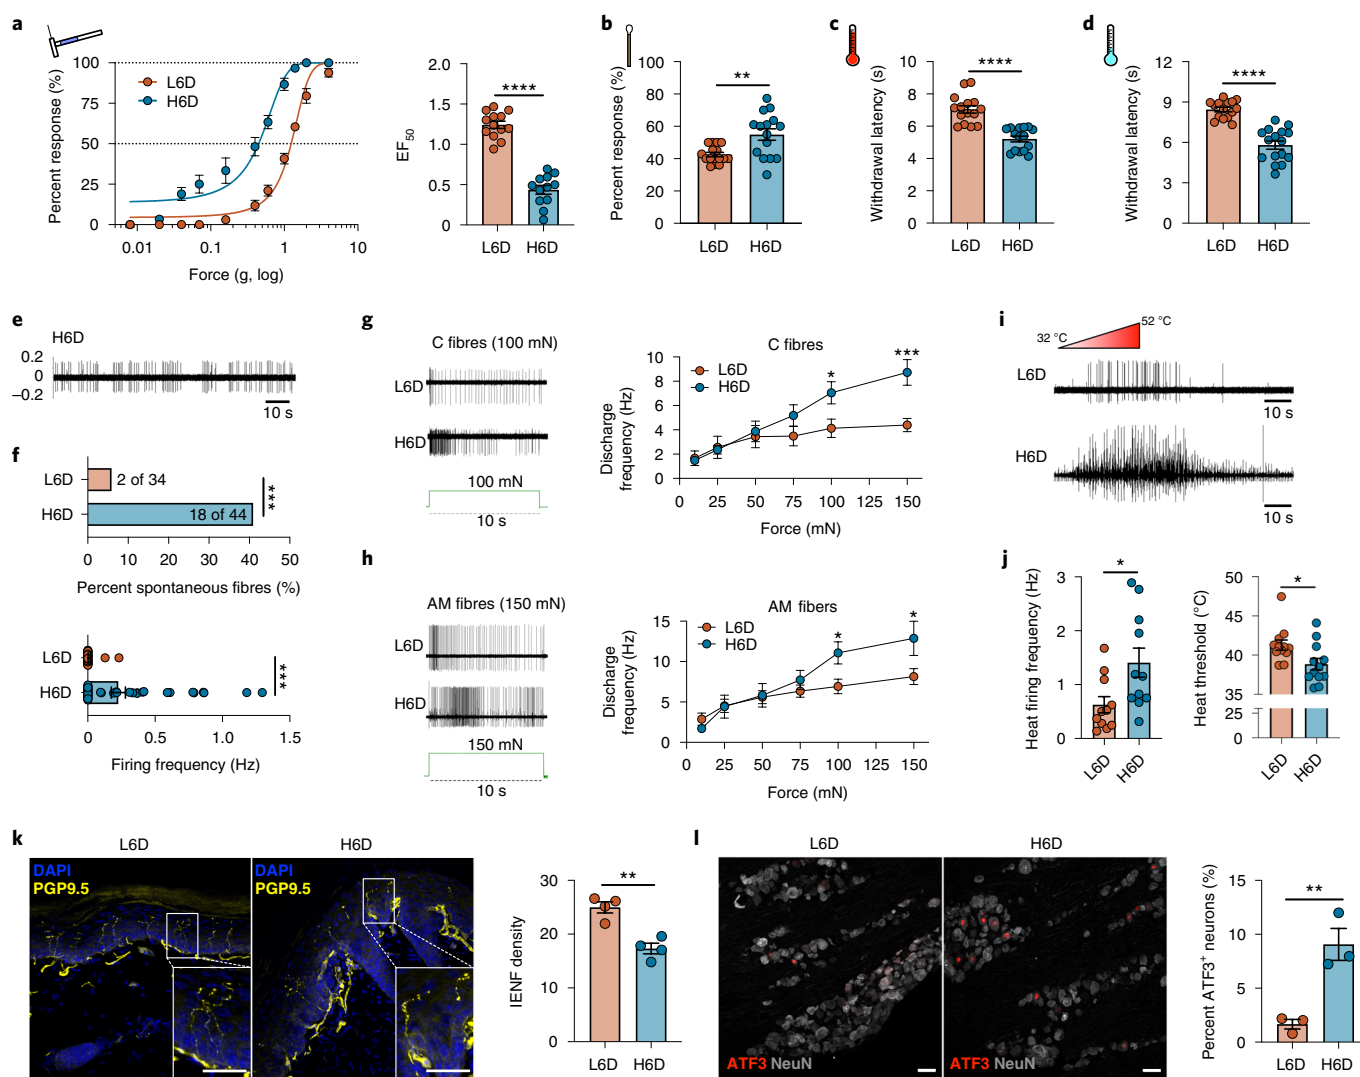 a
Percent response (%)
100
75
50
25
0
L6D
H6D
0.01
0.1
1
10
Force (g, log)
EF50
2.0
1.5
1.0
0.5
0
****
L6D
H6D
b
Percent response (%)
100
80
60
40
20
0
**
L6D
H6D
c
Withdrawal latency (s)
10
8
6
4
2
0
****
L6D
H6D
d
Withdrawal latency (s)
12
9
6
3
0
****
L6D
H6D
e
H6D
0.2
0
–0.2
10 s
f
L6D
2 of 34
H6D
18 of 44
***
0
10
20
30
40
50
Percent spontaneous fibres (%)
L6D
H6D
***
0
0.5
1.0
1.5
Firing frequency (Hz)
g
C fibres (100 mN)
L6D
H6D
100 mN
10 s
C fibres
Discharge
frequency (Hz)
10
8
6
4
2
0
L6D
H6D
*
***
0
25
50
75
100
125
150
Force (mN)
h
AM fibres (150 mN)
L6D
H6D
150 mN
10 s
AM fibers
Discharge
frequency (Hz)
15
10
5
0
L6D
H6D
*
*
0
25
50
75
100
125
150
Force (mN)
i
32 °C
52 °C
L6D
10 s
H6D
10 s
j
Heat firing frequency (Hz)
3
2
1
0
*
L6D
H6D
Heat threshold (°C)
50
45
40
35
25
0
*
L6D
H6D
k
L6D
H6D
DAPI
PGP9.5
DAPI
PGP9.5
IENF density
30
20
10
0
**
L6D
H6D
l
L6D
H6D
ATF3 NeuN
ATF3 NeuN
Percent ATF3+ neurons (%)
15
10
5
0
**
L6D
H6D